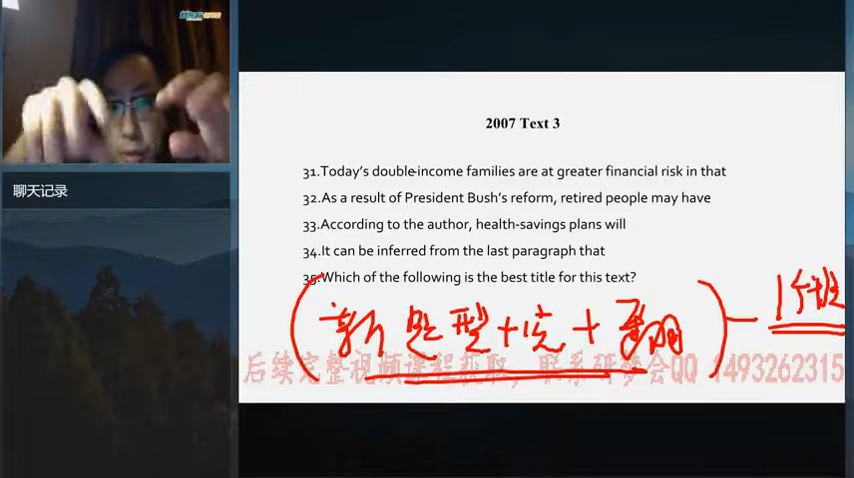 聊天记录
2007 Text 3
31.Today's double-income families are at greater financial risk in that
32.As a result of President Bush's reform, retired people may have
33.According to the author, health-savings plans will
34.It can be inferred from the last paragraph that
35.Which of the following is the best title for this text?
(新题型+完+翻)— 1个班
后续完整视频课程获取，联系研梦会QQ 1493262315